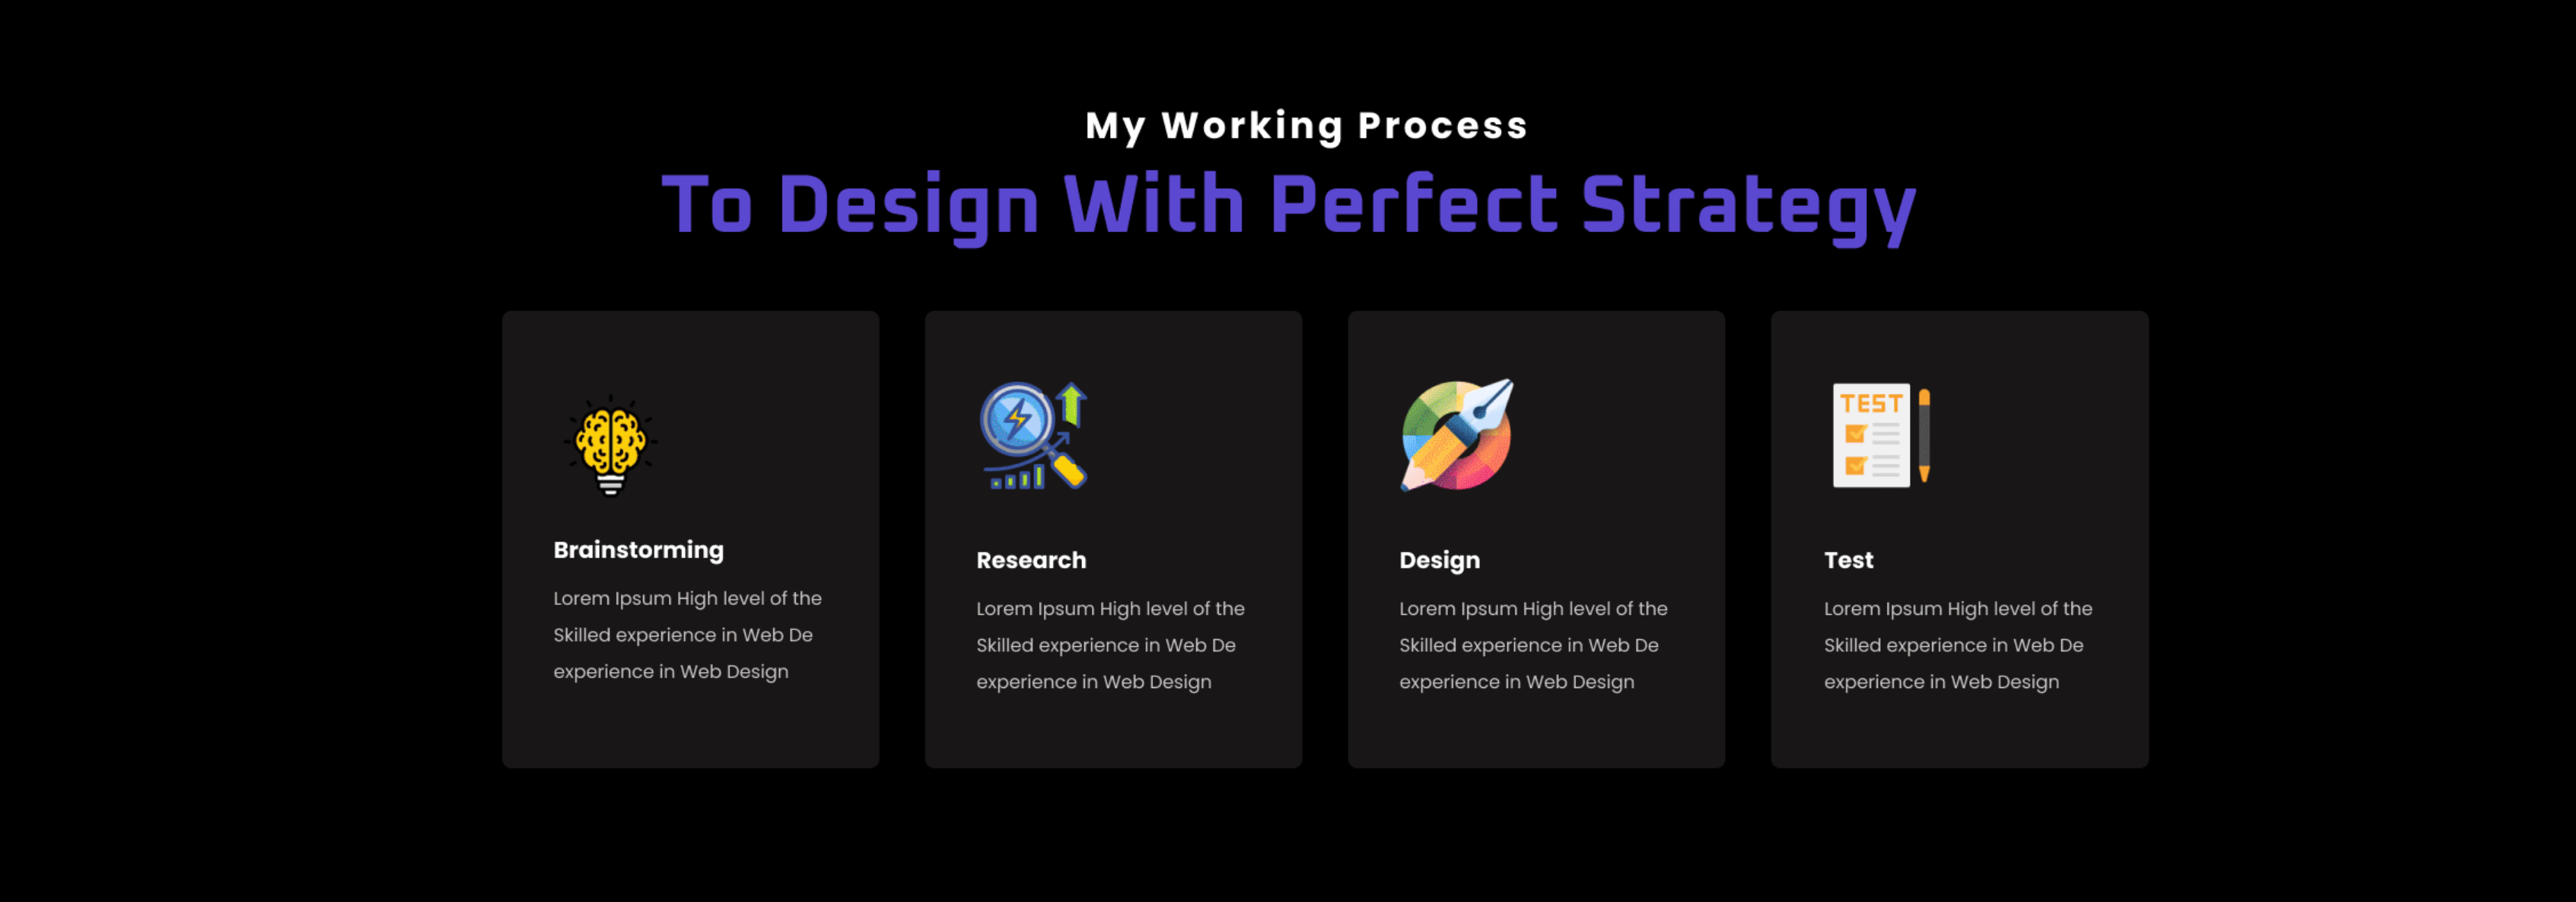 My Working Process
To Design With Perfect Strategy
Brainstorming
Lorem Ipsum High level of the
Skilled experience in Web De
experience in Web Design
Research
Lorem Ipsum High level of the
Skilled experience in Web De
experience in Web Design
Design
Lorem Ipsum High level of the
Skilled experience in Web De
experience in Web Design
TEST
Test
Lorem Ipsum High level of the
Skilled experience in Web De
experience in Web Design